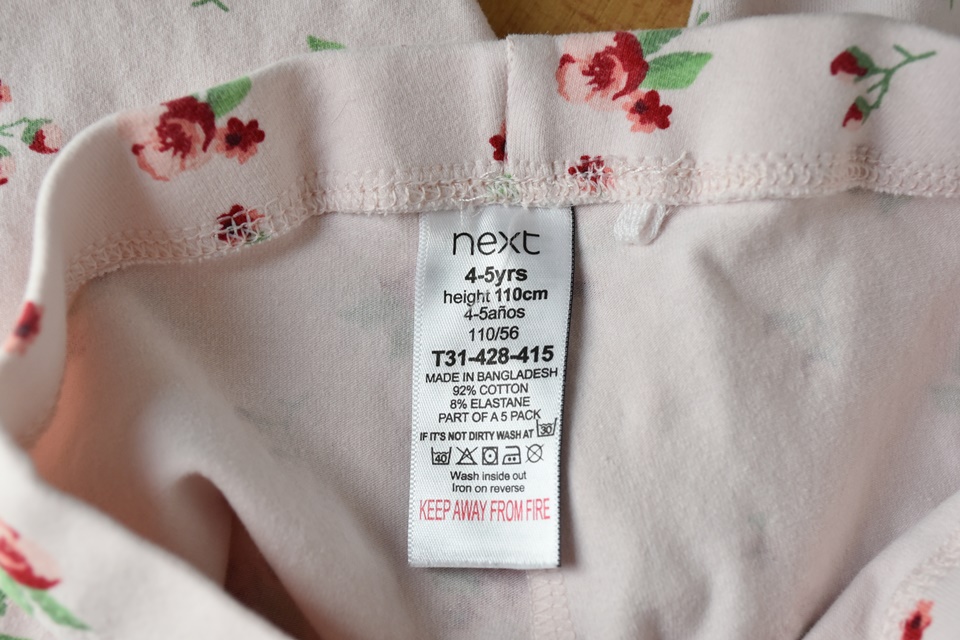 next
4-5yrs
height 110cm
4-5años
110/56
T31-428-415
MADE IN BANGLADESH
92% COTTON
8% ELASTANE
PART OF A 5 PACK
IF IT'S NOT DIRTY WASH AT 30
40
Wash inside out
Iron on reverse
KEEP AWAY FROM FIRE